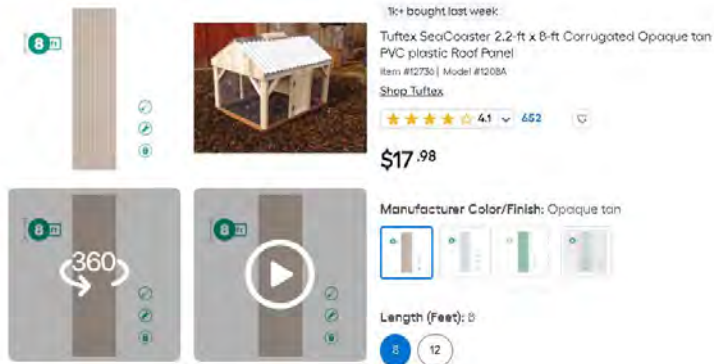 1k+ bought last week
Tuftex SeaCoaster 2.2-ft x 8-ft Corrugated Opaque tan
PVC plastic Roof Panel
Item #12736 | Model #1208A
Shop Tuftex
4.1 652
$17.98
Manufacturer Color/Finish: Opaque tan
Length (Feet): 8
8 12
8 ft
8 ft
360
8 ft